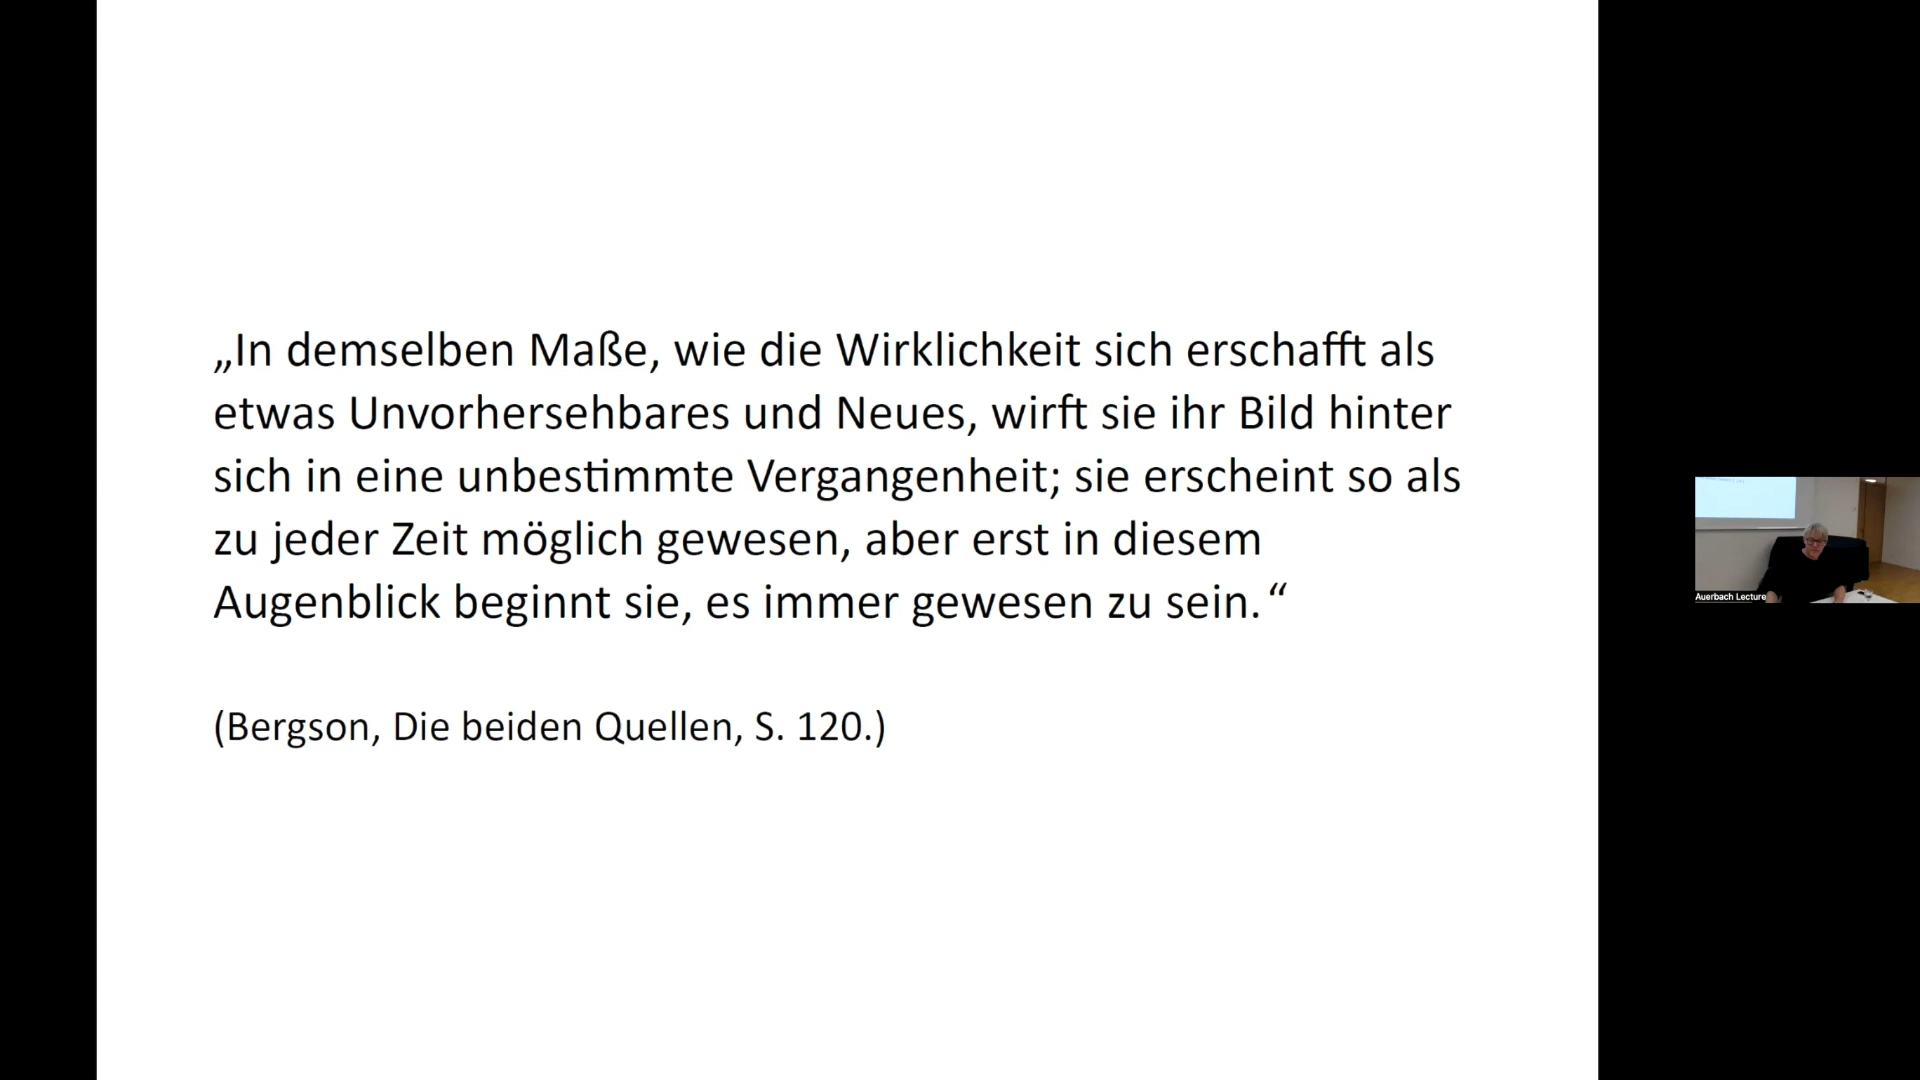 „In demselben Maße, wie die Wirklichkeit sich erschafft als
etwas Unvorhersehbares und Neues, wirft sie ihr Bild hinter
sich in eine unbestimmte Vergangenheit; sie erscheint so als
zu jeder Zeit möglich gewesen, aber erst in diesem
Augenblick beginnt sie, es immer gewesen zu sein.“
(Bergson, Die beiden Quellen, S. 120.)
Auerbach Lecture